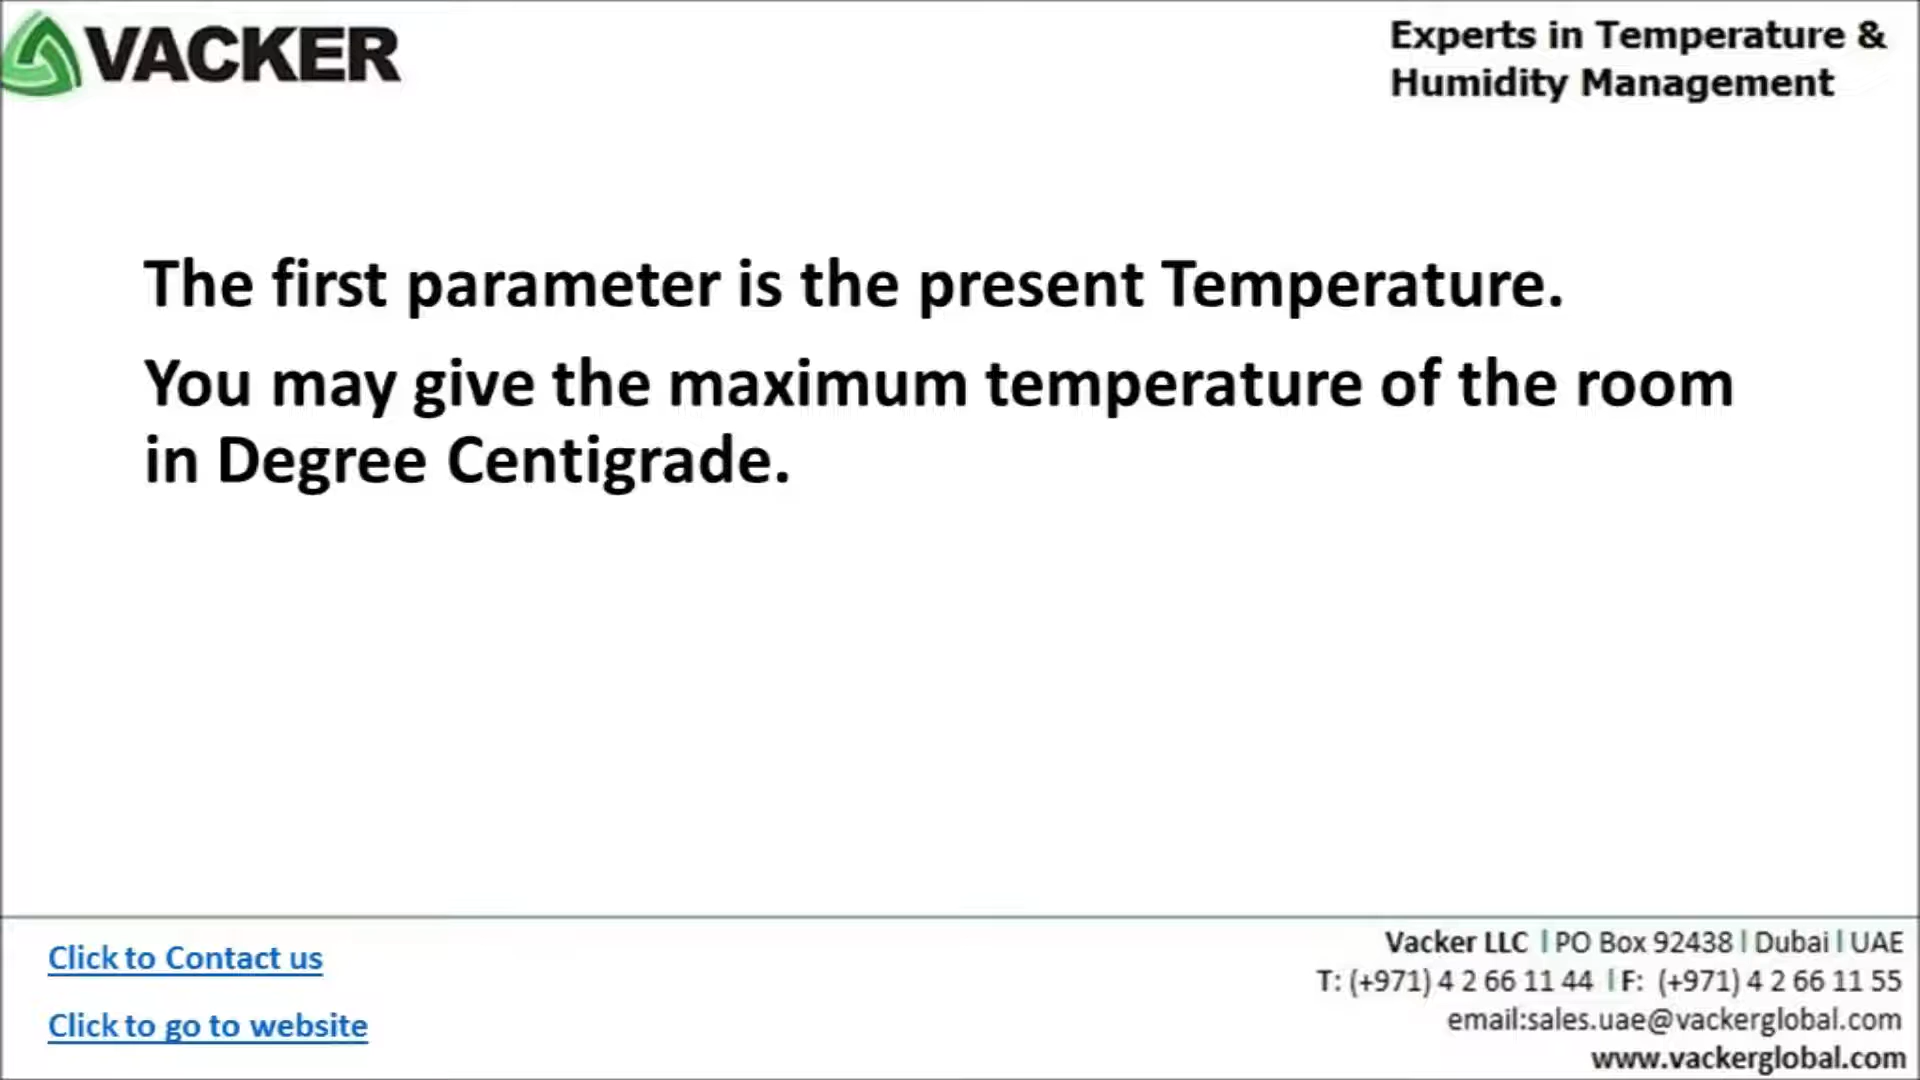 VACKER
Experts in Temperature &
Humidity Management
The first parameter is the present Temperature.
You may give the maximum temperature of the room
in Degree Centigrade.
Click to Contact us
Click to go to website
Vacker LLC | PO Box 92438 | Dubai | UAE
T: (+971) 4 2 66 11 44 | F: (+971) 4 2 66 11 55
email:sales.uae@vackerglobal.com
www.vackerglobal.com